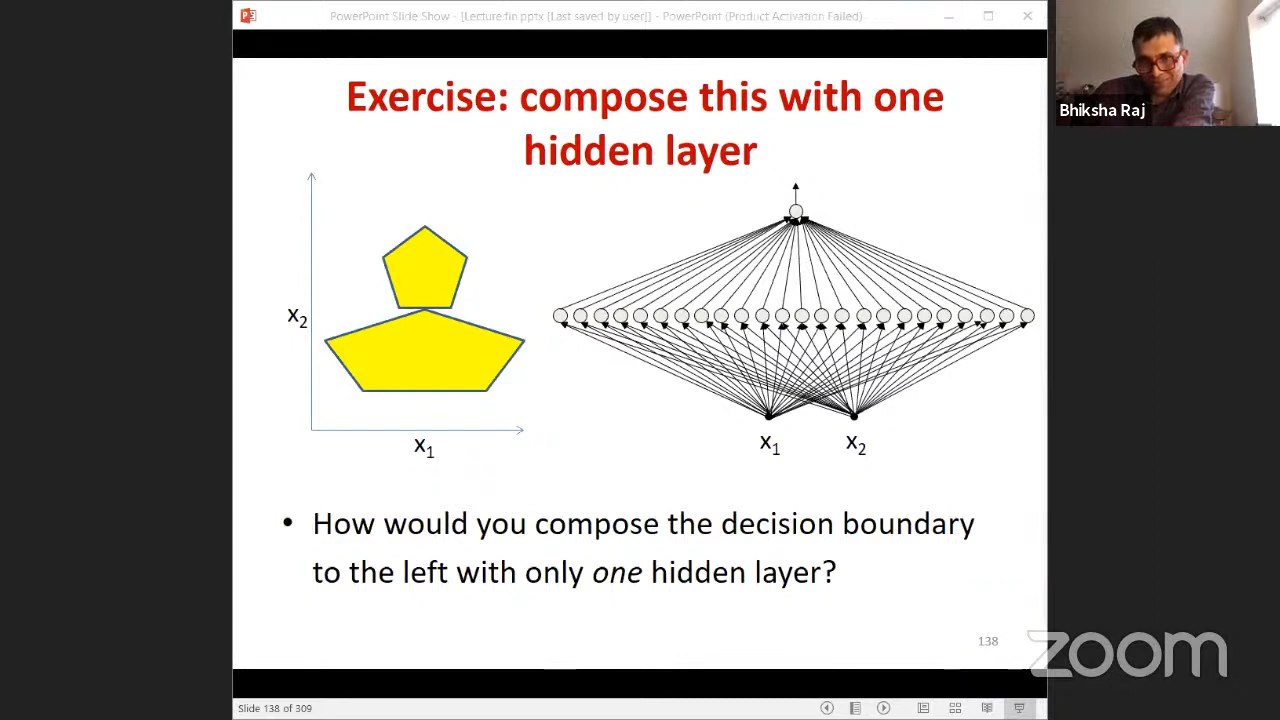 PowerPoint Slide Show - [Lecture.fin.pptx [Last saved by user]] - PowerPoint (Product Activation Failed)
Bhiksha Raj
Exercise: compose this with one
hidden layer
x2
x1
x1
x2
• How would you compose the decision boundary
to the left with only one hidden layer?
138
zoom
Slide 138 of 309